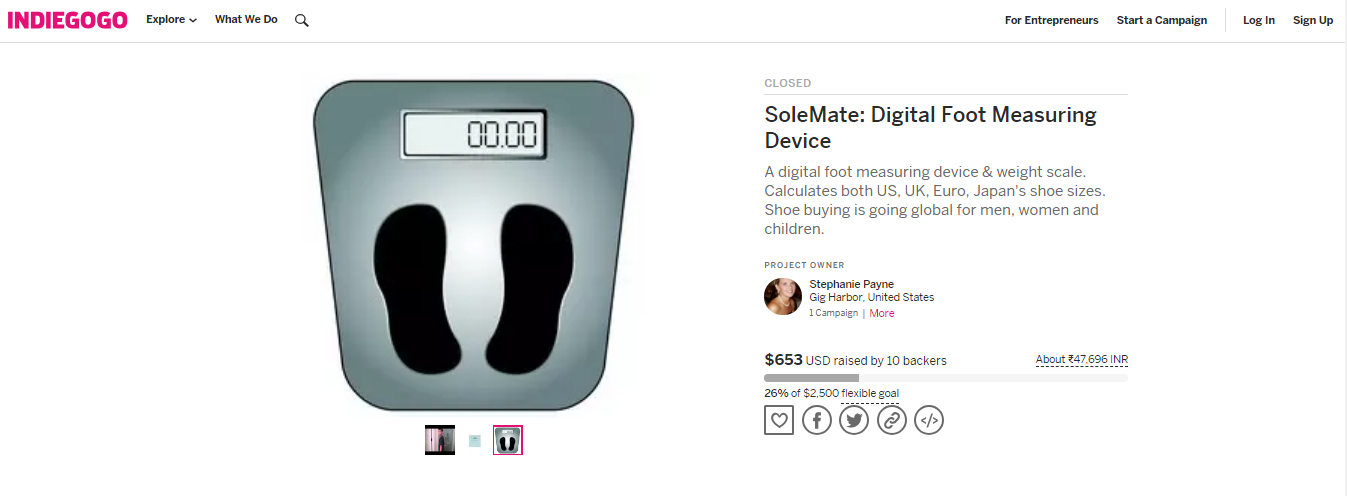 INDIEGOGO
Explore
What We Do
For Entrepreneurs
Start a Campaign
Log In
Sign Up
00.00
CLOSED
SoleMate: Digital Foot Measuring
Device
A digital foot measuring device & weight scale.
Calculates both US, UK, Euro, Japan's shoe sizes.
Shoe buying is going global for men, women and
children.
PROJECT OWNER
Stephanie Payne
Gig Harbor, United States
1 Campaign | More
$653 USD raised by 10 backers
About ₹47,696 INR
26% of $2,500 flexible goal